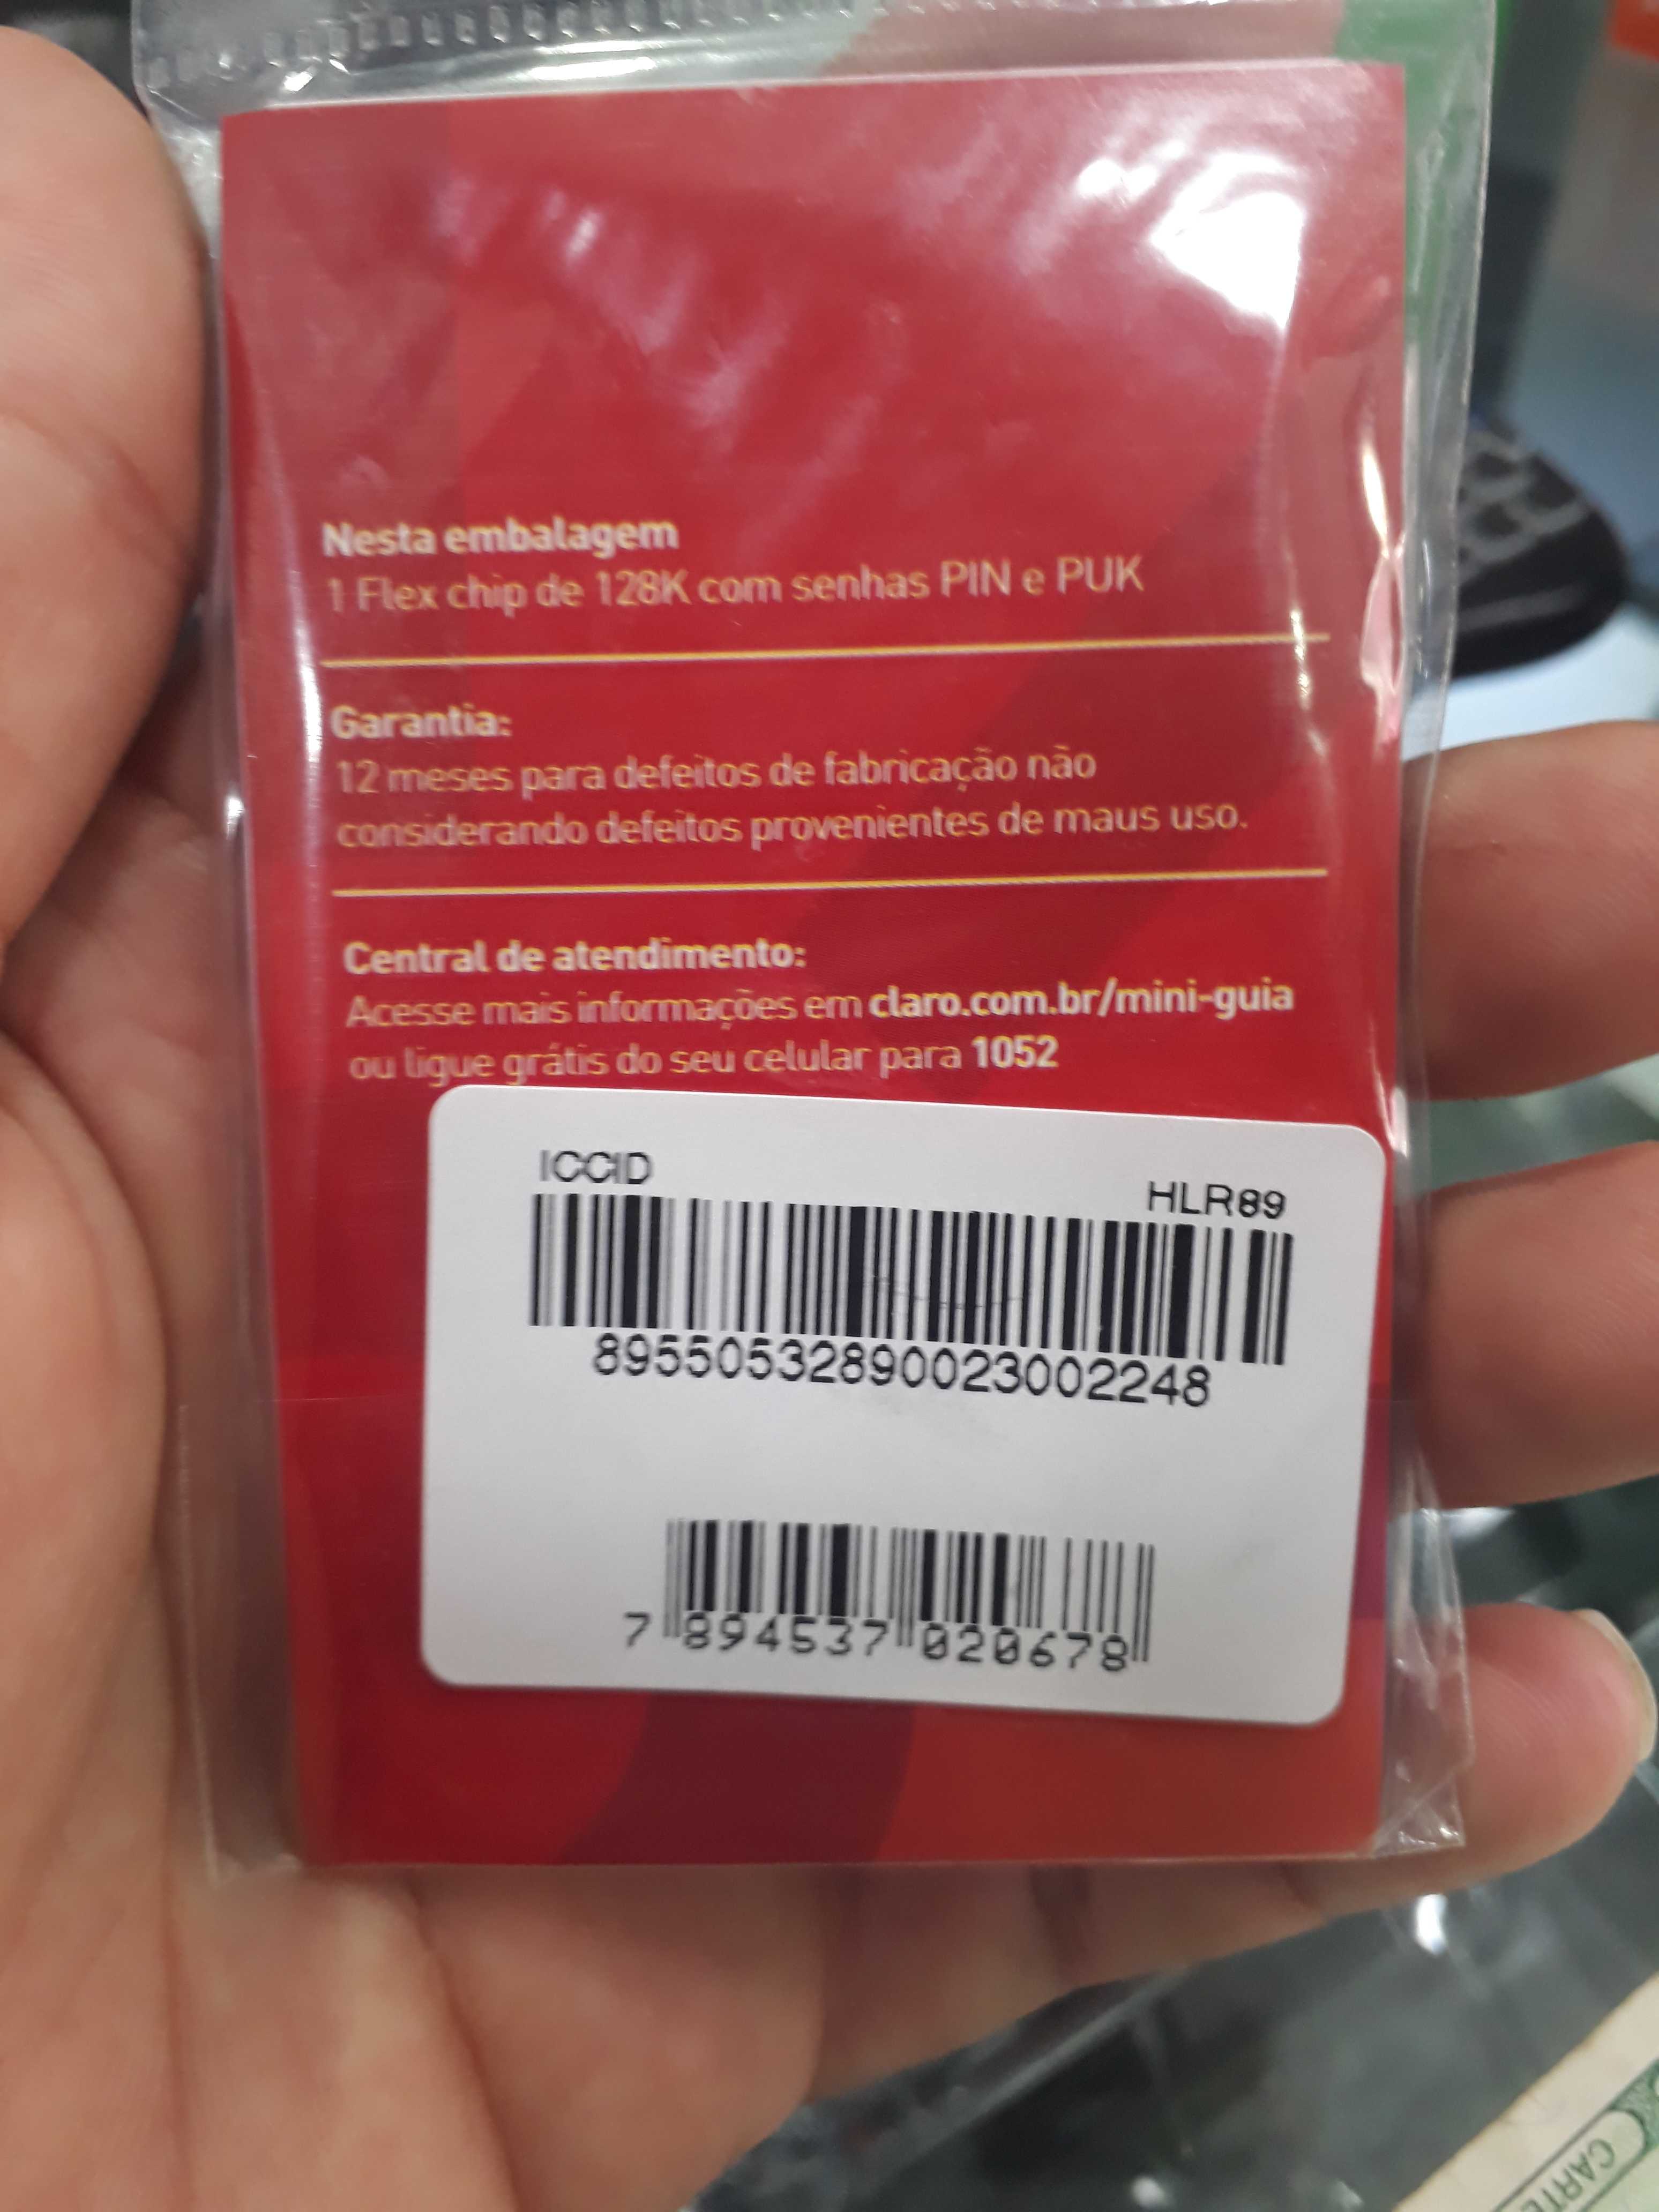 Nesta embalagem
1 Flex chip de 128K com senhas PIN e PUK
Garantia:
12 meses para defeitos de fabricação não
considerando defeitos provenientes de maus uso.
Central de atendimento:
Acesse mais informações em claro.com.br/mini-guia
ou ligue grátis do seu celular para 1052
ICCID
HLR89
89550532890023002248
7 894537 020678
CARTE